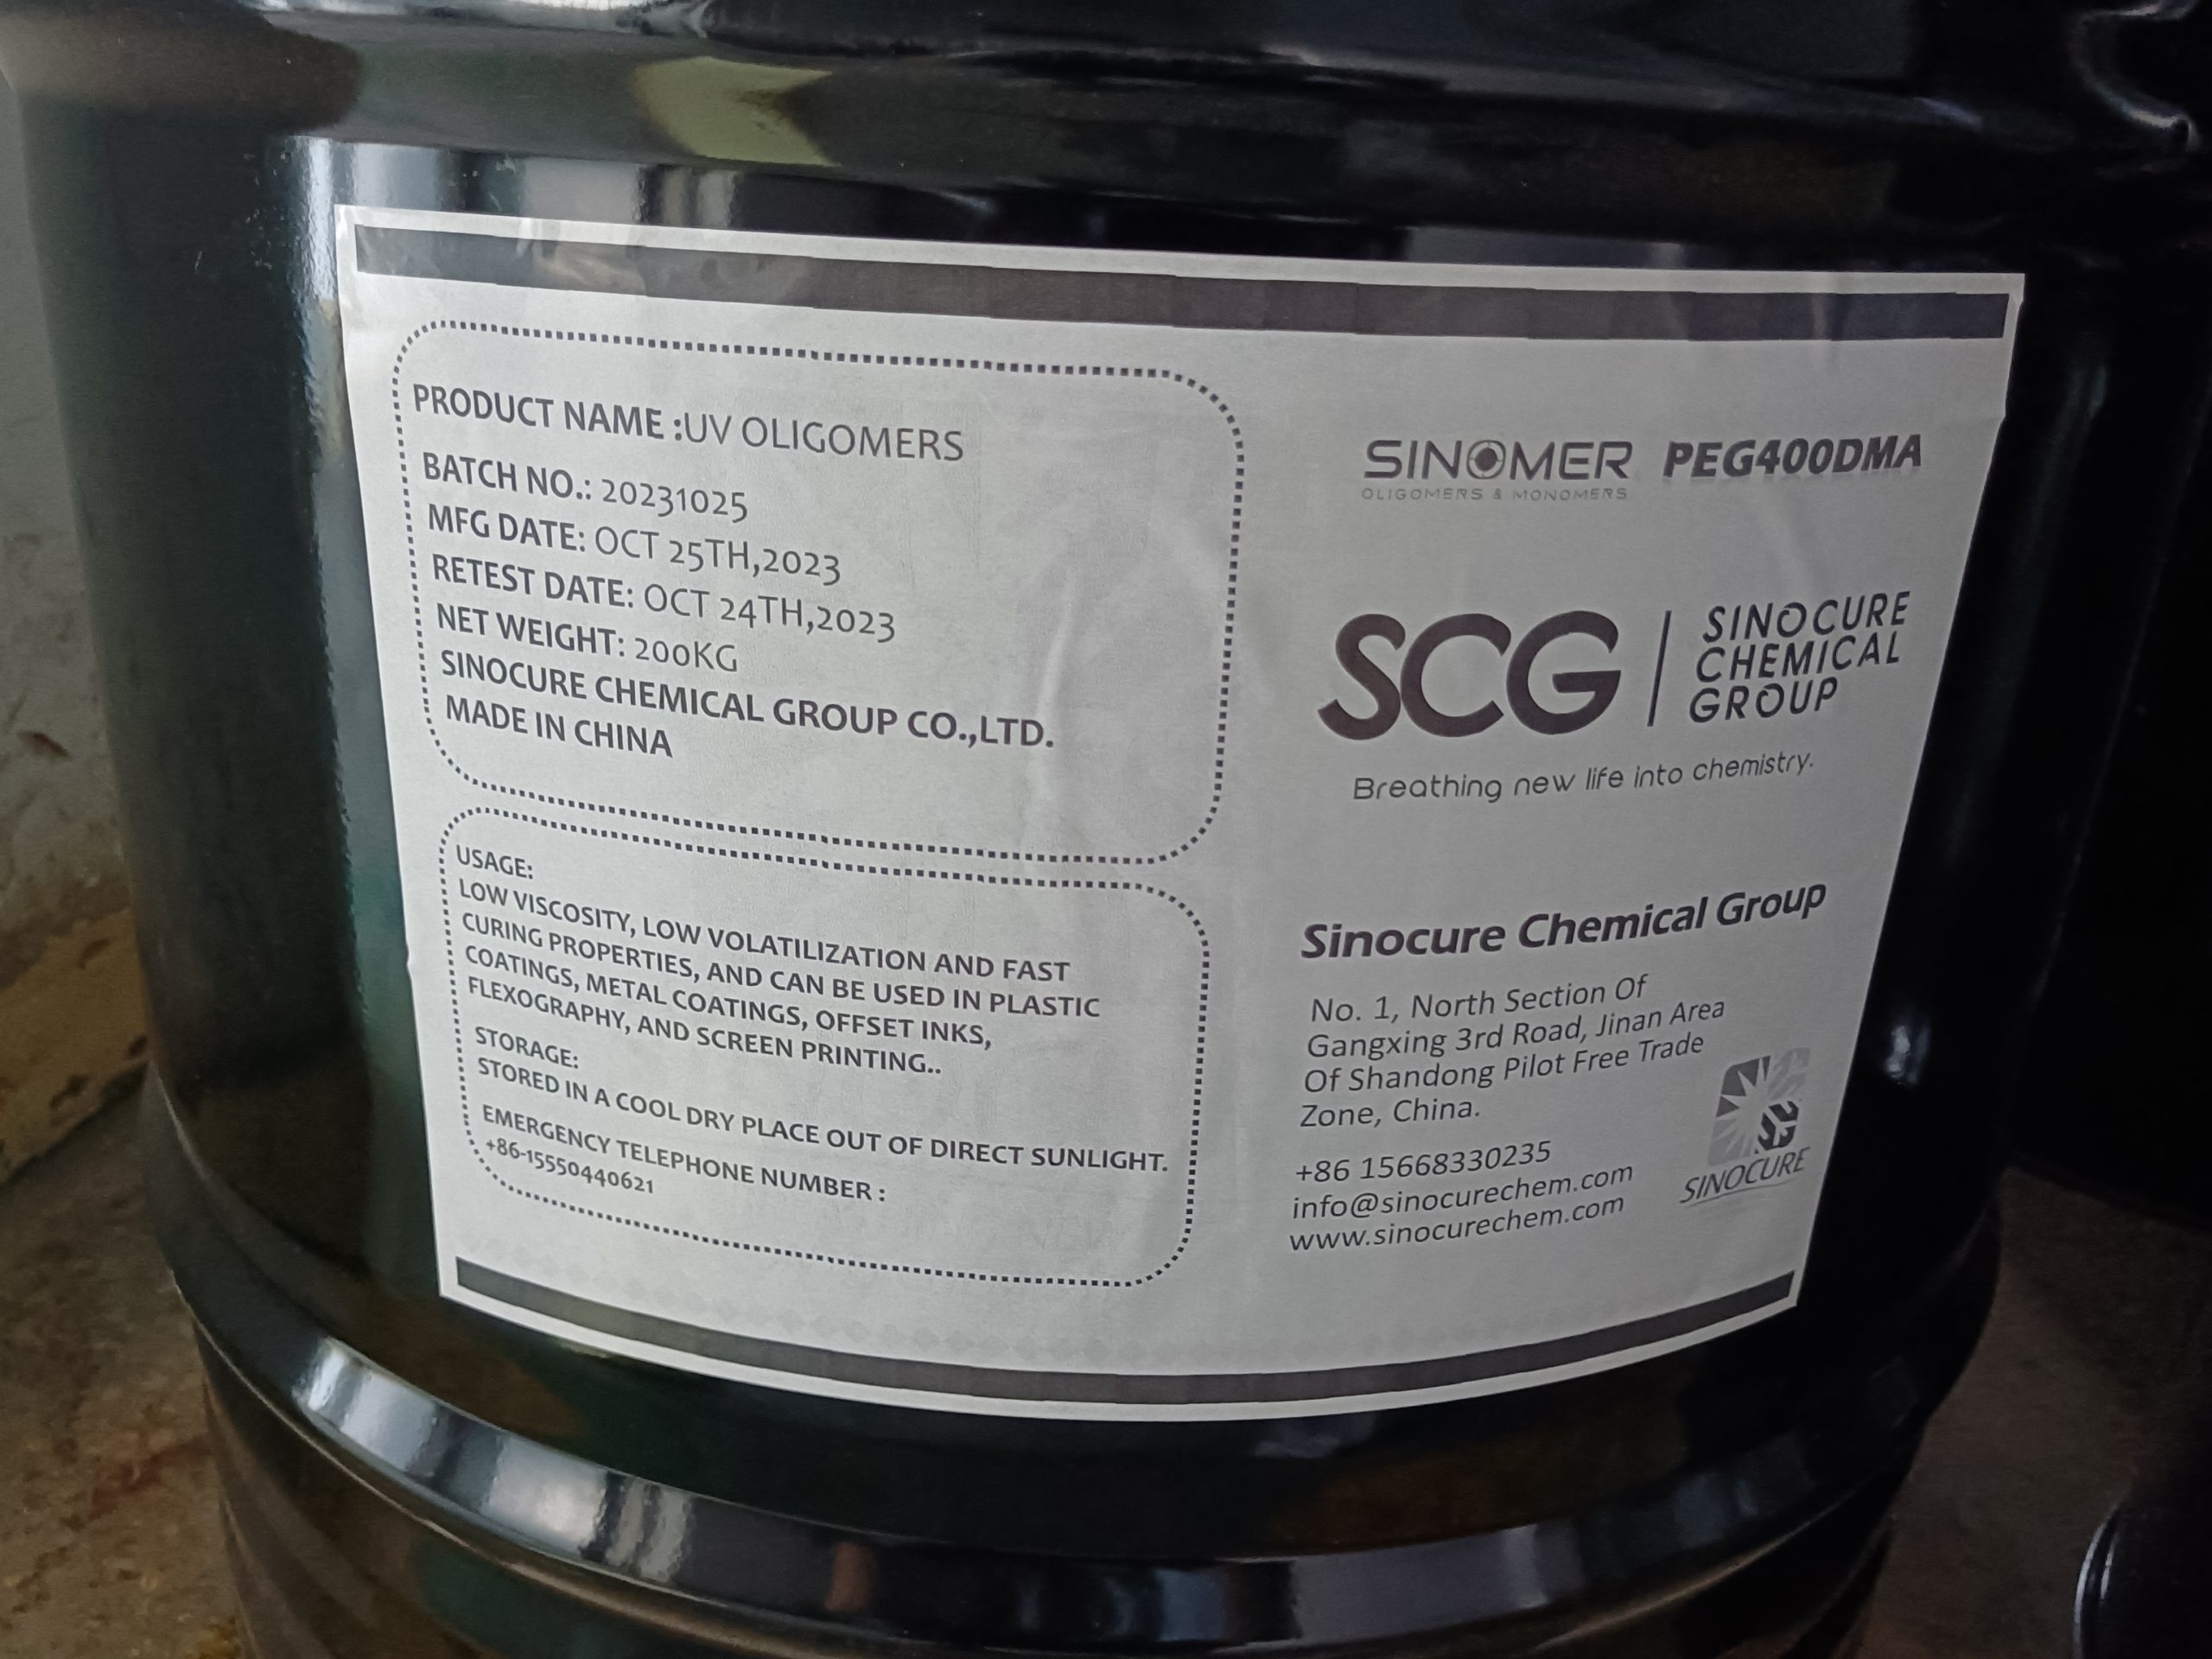 PRODUCT NAME :UV OLIGOMERS
BATCH NO.: 20231025
MFG DATE: OCT 25TH,2023
RETEST DATE: OCT 24TH,2023
NET WEIGHT: 200KG
SINOCURE CHEMICAL GROUP CO.,LTD.
MADE IN CHINA
USAGE:
LOW VISCOSITY, LOW VOLATILIZATION AND FAST
CURING PROPERTIES, AND CAN BE USED IN PLASTIC
COATINGS, METAL COATINGS, OFFSET INKS,
FLEXOGRAPHY, AND SCREEN PRINTING..
STORAGE:
STORED IN A COOL DRY PLACE OUT OF DIRECT SUNLIGHT.
EMERGENCY TELEPHONE NUMBER :
+86-15550440621
SINOMER PEG400DMA
OLIGOMERS & MONOMERS
SCG
SINOCURE
CHEMICAL
GROUP
Breathing new life into chemistry.
Sinocure Chemical Group
No. 1, North Section Of
Gangxing 3rd Road, Jinan Area
Of Shandong Pilot Free Trade
Zone, China.
+86 15668330235
info@sinocurechem.com
www.sinocurechem.com
SINOCURE